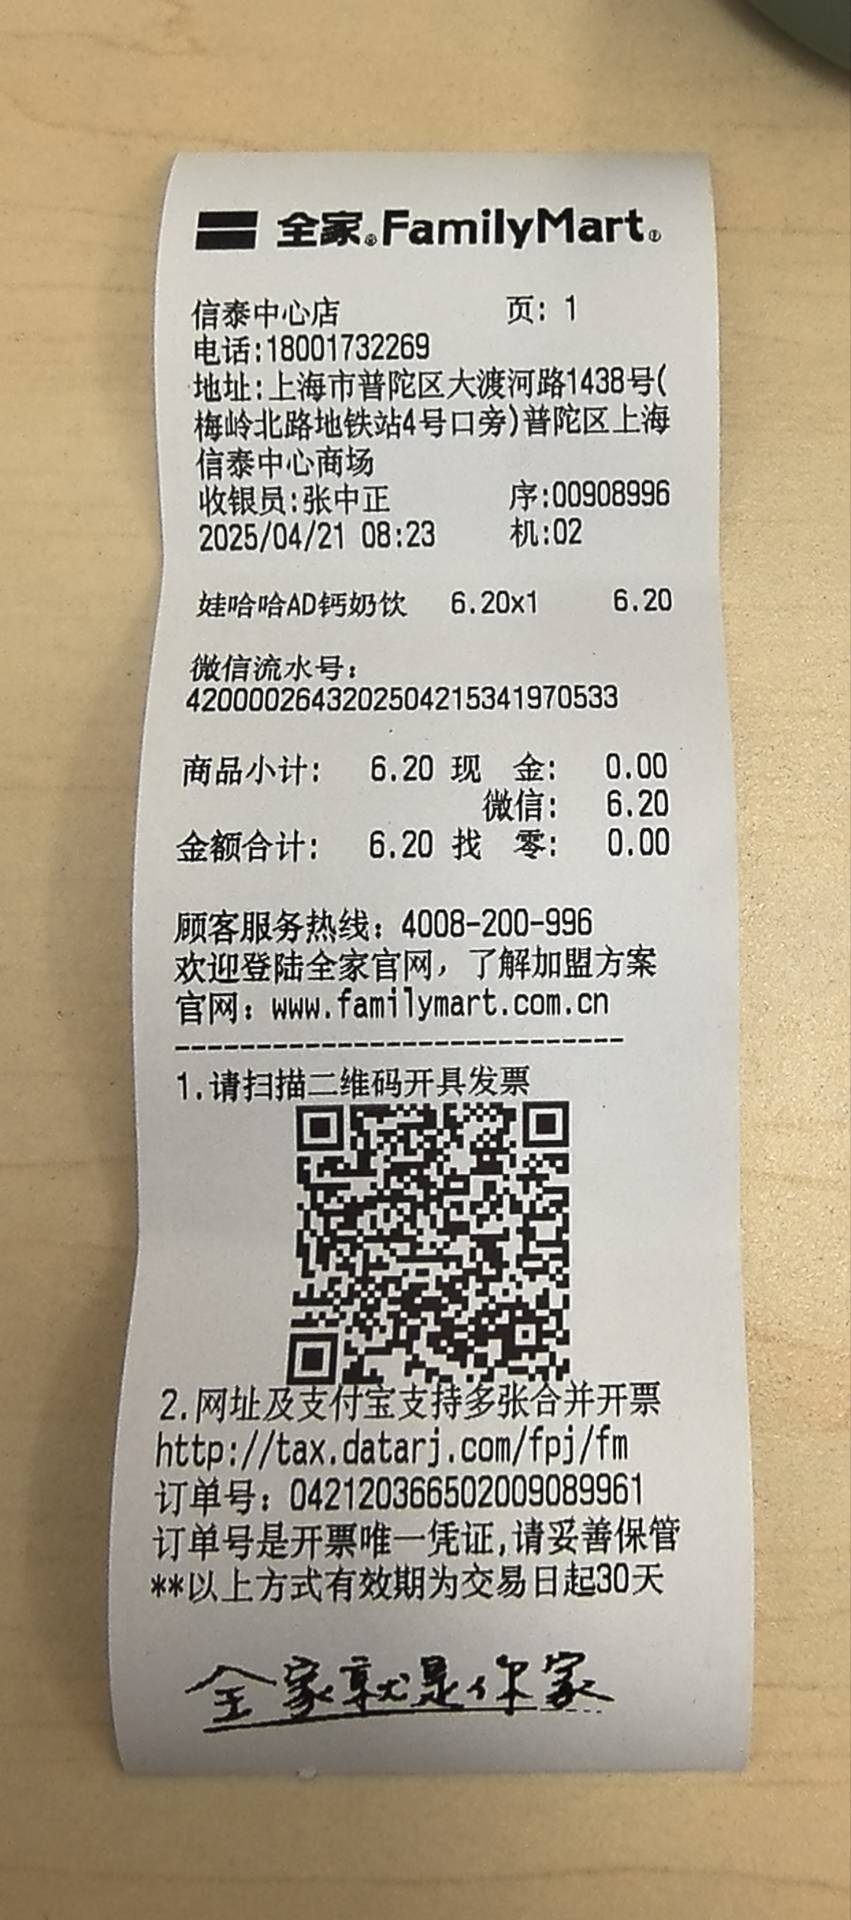 全家®FamilyMart®
信泰中心店 页: 1
电话:18001732269
地址:上海市普陀区大渡河路1438号(
梅岭北路地铁站4号口旁)普陀区上海
信泰中心商场
收银员:张中正 序:00908996
2025/04/21 08:23 机:02
娃哈哈AD钙奶饮 6.20x1 6.20
微信流水号:
4200002643202504215341970533
商品小计: 6.20 现 金: 0.00
微信: 6.20
金额合计: 6.20 找 零: 0.00
顾客服务热线: 4008-200-996
欢迎登陆全家官网, 了解加盟方案
官网: www.familymart.com.cn
------------------------------
1.请扫描二维码开具发票
2.网址及支付宝支持多张合并开票
http://tax.datarj.com/fpj/fm
订单号: 042120366502009089961
订单号是开票唯一凭证,请妥善保管
**以上方式有效期为交易日起30天
全家就是你家